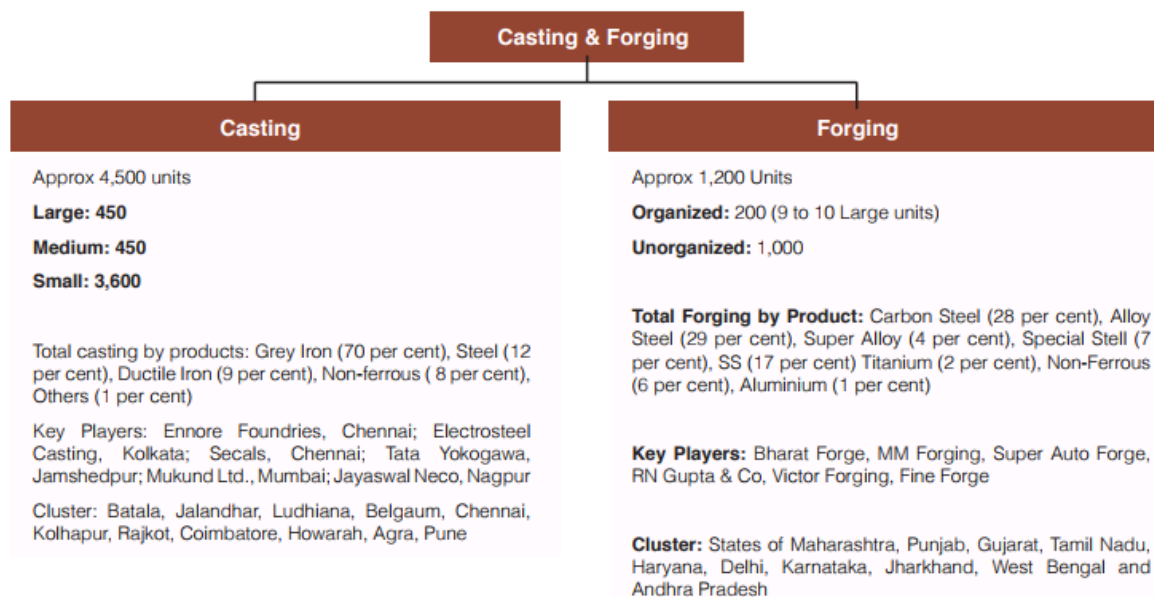 Casting & Forging
Casting
Approx 4,500 units
Large: 450
Medium: 450
Small: 3,600
Total casting by products: Grey Iron (70 per cent), Steel (12
per cent), Ductile Iron (9 per cent), Non-ferrous ( 8 per cent),
Others (1 per cent)
Key Players: Ennore Foundries, Chennai; Electrosteel
Casting, Kolkata; Secals, Chennai; Tata Yokogawa,
Jamshedpur; Mukund Ltd., Mumbai; Jayaswal Neco, Nagpur
Cluster: Batala, Jalandhar, Ludhiana, Belgaum, Chennai,
Kolhapur, Rajkot, Coimbatore, Howarah, Agra, Pune
Forging
Approx 1,200 Units
Organized: 200 (9 to 10 Large units)
Unorganized: 1,000
Total Forging by Product: Carbon Steel (28 per cent), Alloy
Steel (29 per cent), Super Alloy (4 per cent), Special Stell (7
per cent), SS (17 per cent) Titanium (2 per cent), Non-Ferrous
(6 per cent), Aluminium (1 per cent)
Key Players: Bharat Forge, MM Forging, Super Auto Forge,
RN Gupta & Co, Victor Forging, Fine Forge
Cluster: States of Maharashtra, Punjab, Gujarat, Tamil Nadu,
Haryana, Delhi, Karnataka, Jharkhand, West Bengal and
Andhra Pradesh